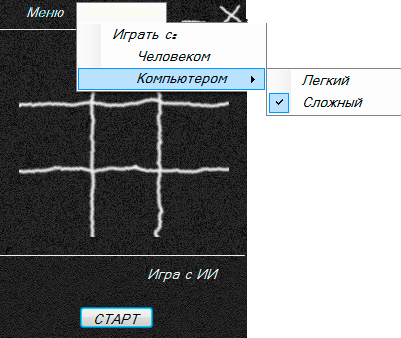 Меню
Играть с:
Человеком
Компьютером
Легкий
Сложный
Игра с ИИ
СТАРТ